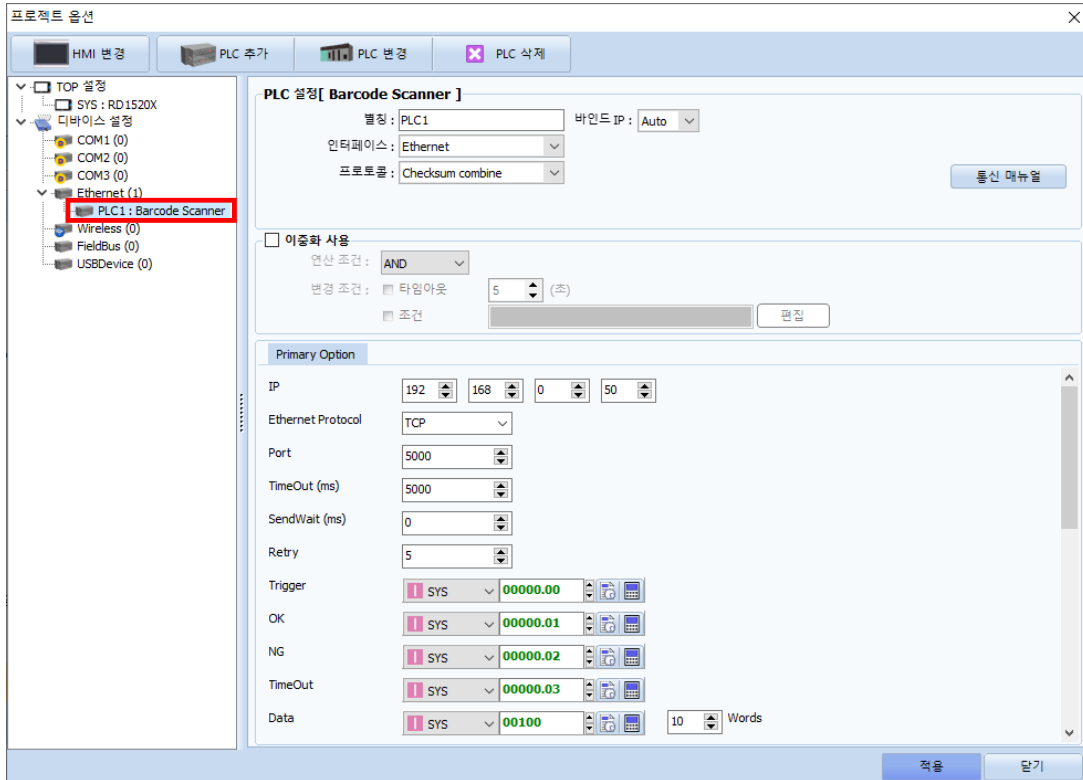 프로젝트 옵션
HMI 변경
PLC 추가
PLC 변경
PLC 삭제
TOP 설정
SYS : RD1520X
디바이스 설정
COM1 (0)
COM2 (0)
COM3 (0)
Ethernet (1)
PLC1 : Barcode Scanner
Wireless (0)
FieldBus (0)
USBDevice (0)
PLC 설정[ Barcode Scanner ]
별칭 : PLC1 바인드 IP : Auto
인터페이스 : Ethernet
프로토콜 : Checksum combine
통신 매뉴얼
이중화 사용
연산 조건 : AND
변경 조건 : 타임아웃 5 (초)
조건 편집
Primary Option
IP 192 168 0 50
Ethernet Protocol TCP
Port 5000
TimeOut (ms) 5000
SendWait (ms) 0
Retry 5
Trigger SYS 00000.00
OK SYS 00000.01
NG SYS 00000.02
TimeOut SYS 00000.03
Data SYS 00100 10 Words
적용 닫기